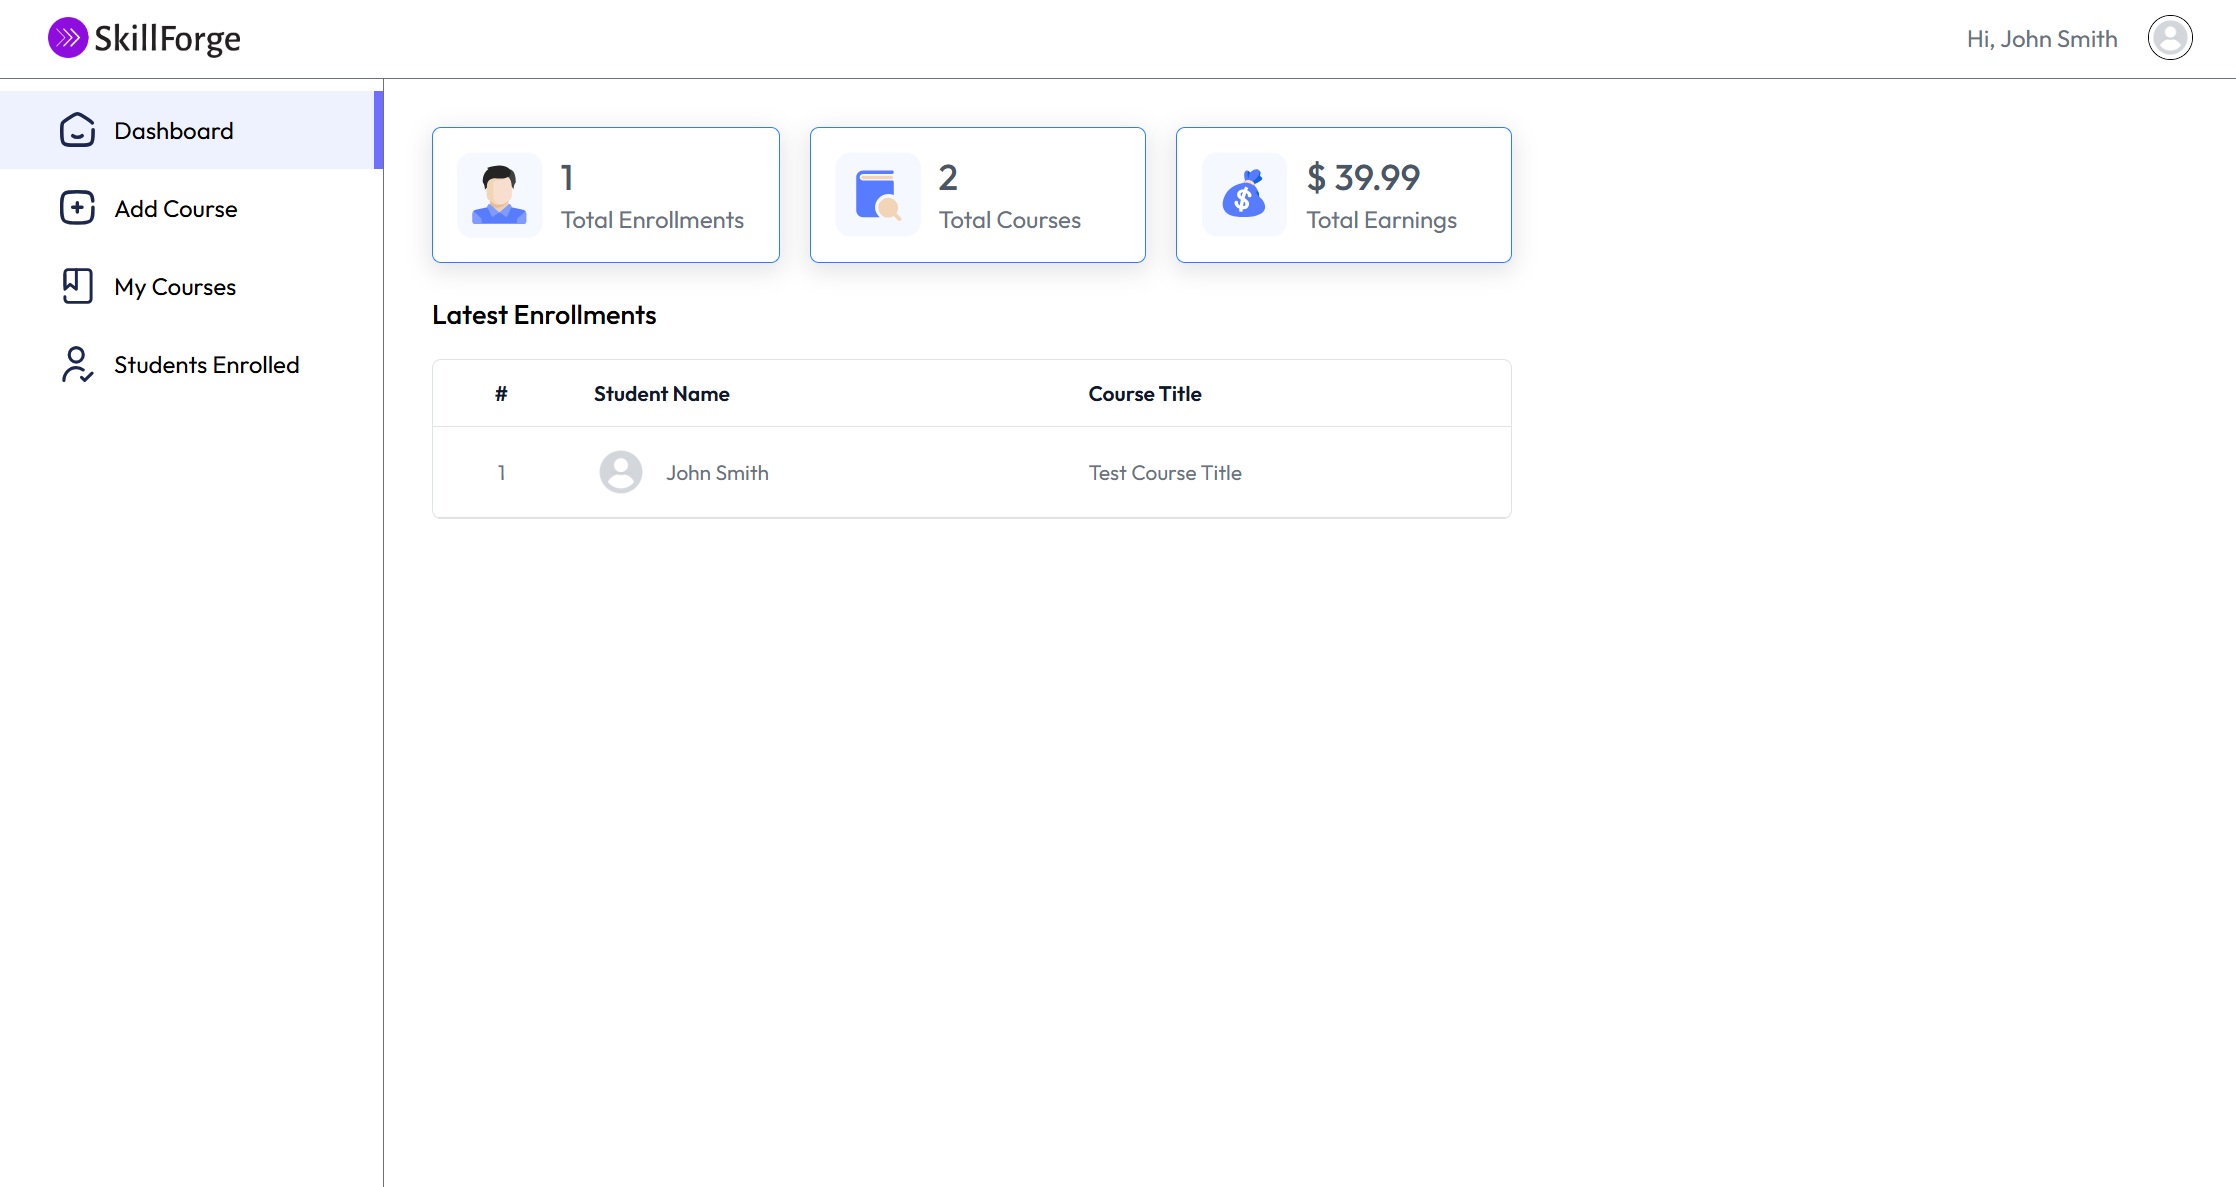 SkillForge
Hi, John Smith
Dashboard
Add Course
My Courses
Students Enrolled
1
Total Enrollments
2
Total Courses
$ 39.99
Total Earnings
Latest Enrollments
# Student Name Course Title
1 John Smith Test Course Title